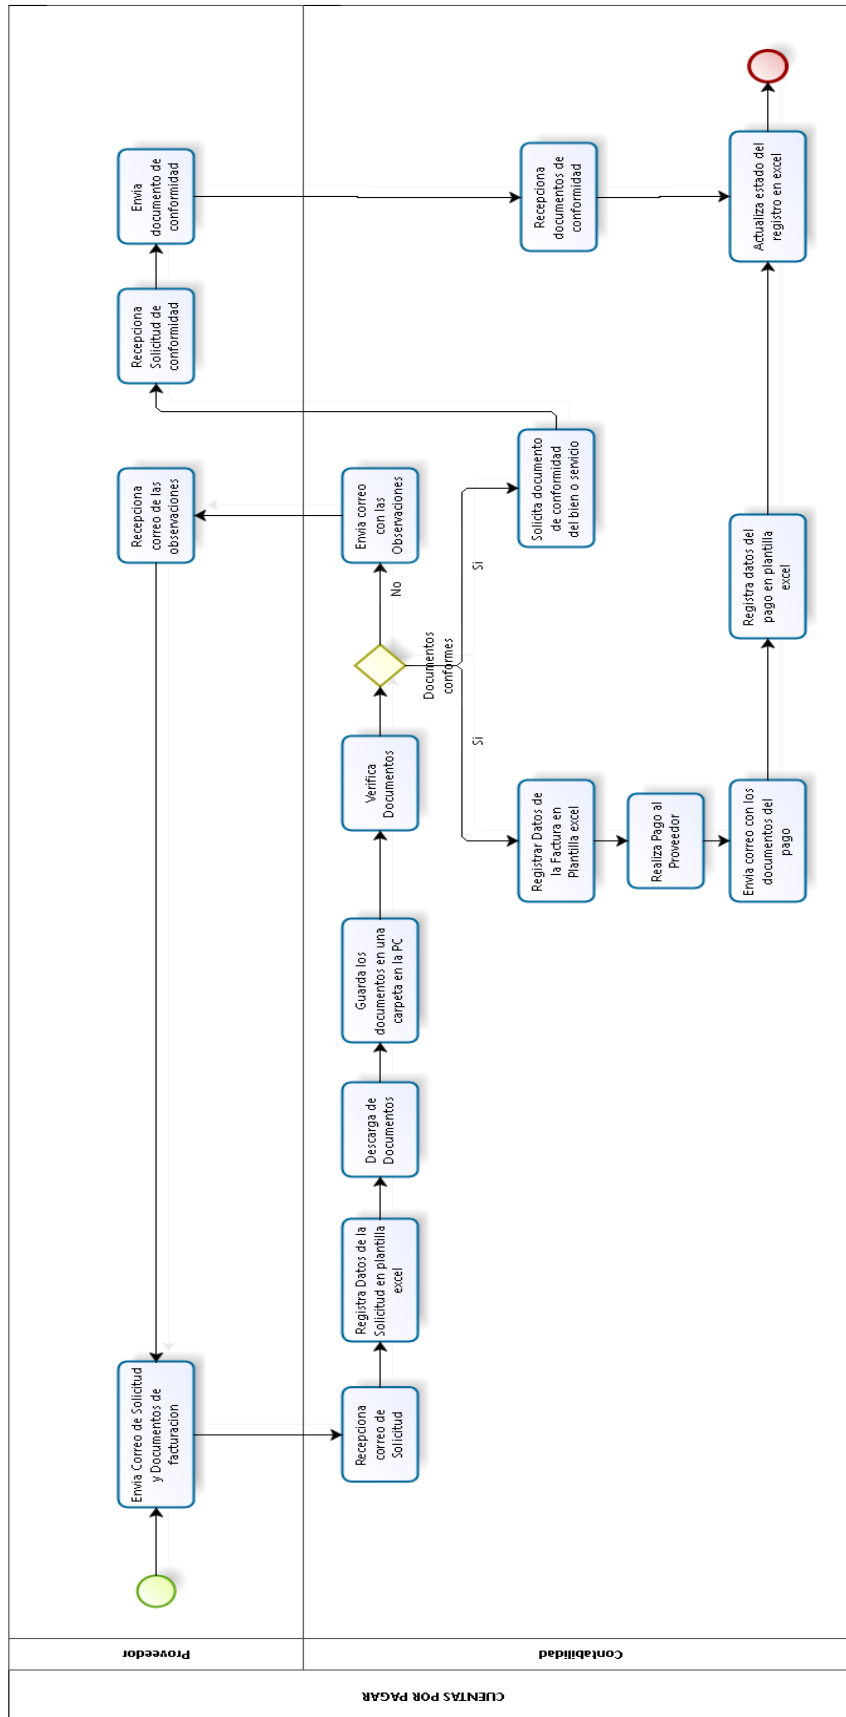 CUENTAS POR PAGAR
Proveedor
Contabilidad
Envia Correo de Solicitud
y Documentos de
facturacion
Recepciona
correo de las
observaciones
Recepciona
Solicitud de
conformidad
Envia
documento de
conformidad
Recepciona
correo de
Solicitud
Registra Datos de la
Solicitud en plantilla
excel
Descarga de
Documentos
Guarda los
documentos en una
carpeta en la PC
Verifica
Documentos
Documentos
conformes
No
Envia correo
con las
Observaciones
Si
Si
Registrar Datos de
la Factura en
Plantilla excel
Solicita documento
de conformidad
del bien o servicio
Recepciona
documentos de
conformidad
Realiza Pago al
Proveedor
Envia correo con los
documentos del
pago
Registra datos del
pago en plantilla
excel
Actualiza estado del
registro en excel